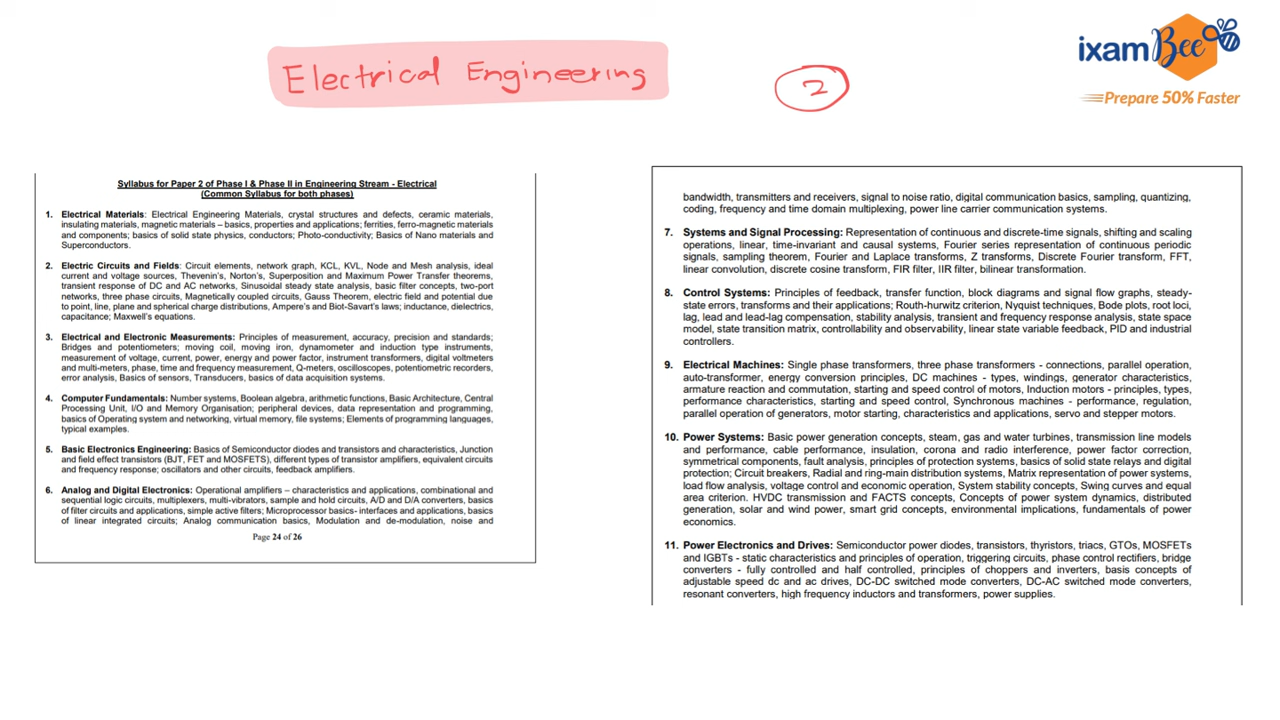 Electrical Engineering
2
ixamBee
Prepare 50% Faster
Syllabus for Paper 2 of Phase I & Phase II in Engineering Stream - Electrical
(Common Syllabus for both phases)
1. Electrical Materials: Electrical Engineering Materials, crystal structures and defects, ceramic materials,
insulating materials, magnetic materials – basics, properties and applications; ferrities, ferro-magnetic materials
and components; basics of solid state physics, conductors; Photo-conductivity; Basics of Nano materials and
Superconductors.
2. Electric Circuits and Fields: Circuit elements, network graph, KCL, KVL, Node and Mesh analysis, ideal
current and voltage sources, Thevenin's, Norton's, Superposition and Maximum Power Transfer theorems,
transient response of DC and AC networks, Sinusoidal steady state analysis, basic filter concepts, two-port
networks, three phase circuits, Magnetically coupled circuits, Gauss Theorem, electric field and potential due
to point, line, plane and spherical charge distributions, Ampere's and Biot-Savart's laws; inductance, dielectrics,
capacitance; Maxwell's equations.
3. Electrical and Electronic Measurements: Principles of measurement, accuracy, precision and standards;
Bridges and potentiometers; moving coil, moving iron, dynamometer and induction type instruments,
measurement of voltage, current, power, energy and power factor, instrument transformers, digital voltmeters
and multi-meters, phase, time and frequency measurement, Q-meters, oscilloscopes, potentiometric recorders,
error analysis, Basics of sensors, Transducers, basics of data acquisition systems.
4. Computer Fundamentals: Number systems, Boolean algebra, arithmetic functions, Basic Architecture, Central
Processing Unit, I/O and Memory Organisation; peripheral devices, data representation and programming,
basics of Operating system and networking, virtual memory, file systems; Elements of programming languages,
typical examples.
5. Basic Electronics Engineering: Basics of Semiconductor diodes and transistors and characteristics, Junction
and field effect transistors (BJT, FET and MOSFETS), different types of transistor amplifiers, equivalent circuits
and frequency response; oscillators and other circuits, feedback amplifiers.
6. Analog and Digital Electronics: Operational amplifiers – characteristics and applications, combinational and
sequential logic circuits, multiplexers, multi-vibrators, sample and hold circuits, A/D and D/A converters, basics
of filter circuits and applications, simple active filters; Microprocessor basics- interfaces and applications, basics
of linear integrated circuits; Analog communication basics, Modulation and de-modulation, noise and
Page 24 of 26
bandwidth, transmitters and receivers, signal to noise ratio, digital communication basics, sampling, quantizing,
coding, frequency and time domain multiplexing, power line carrier communication systems.
7. Systems and Signal Processing: Representation of continuous and discrete-time signals, shifting and scaling
operations, linear, time-invariant and causal systems, Fourier series representation of continuous periodic
signals, sampling theorem, Fourier and Laplace transforms, Z transforms, Discrete Fourier transform, FFT,
linear convolution, discrete cosine transform, FIR filter, IIR filter, bilinear transformation.
8. Control Systems: Principles of feedback, transfer function, block diagrams and signal flow graphs, steady-
state errors, transforms and their applications; Routh-hurwitz criterion, Nyquist techniques, Bode plots, root loci,
lag, lead and lead-lag compensation, stability analysis, transient and frequency response analysis, state space
model, state transition matrix, controllability and observability, linear state variable feedback, PID and industrial
controllers.
9. Electrical Machines: Single phase transformers, three phase transformers - connections, parallel operation,
auto-transformer, energy conversion principles, DC machines - types, windings, generator characteristics,
armature reaction and commutation, starting and speed control of motors, Induction motors - principles, types,
performance characteristics, starting and speed control, Synchronous machines - performance, regulation,
parallel operation of generators, motor starting, characteristics and applications, servo and stepper motors.
10. Power Systems: Basic power generation concepts, steam, gas and water turbines, transmission line models
and performance, cable performance, insulation, corona and radio interference, power factor correction,
symmetrical components, fault analysis, principles of protection systems, basics of solid state relays and digital
protection; Circuit breakers, Radial and ring-main distribution systems, Matrix representation of power systems,
load flow analysis, voltage control and economic operation, System stability concepts, Swing curves and equal
area criterion. HVDC transmission and FACTS concepts, Concepts of power system dynamics, distributed
generation, solar and wind power, smart grid concepts, environmental implications, fundamentals of power
economics.
11. Power Electronics and Drives: Semiconductor power diodes, transistors, thyristors, triacs, GTOs, MOSFETs
and IGBTs - static characteristics and principles of operation, triggering circuits, phase control rectifiers, bridge
converters - fully controlled and half controlled, principles of choppers and inverters, basis concepts of
adjustable speed dc and ac drives, DC-DC switched mode converters, DC-AC switched mode converters,
resonant converters, high frequency inductors and transformers, power supplies.